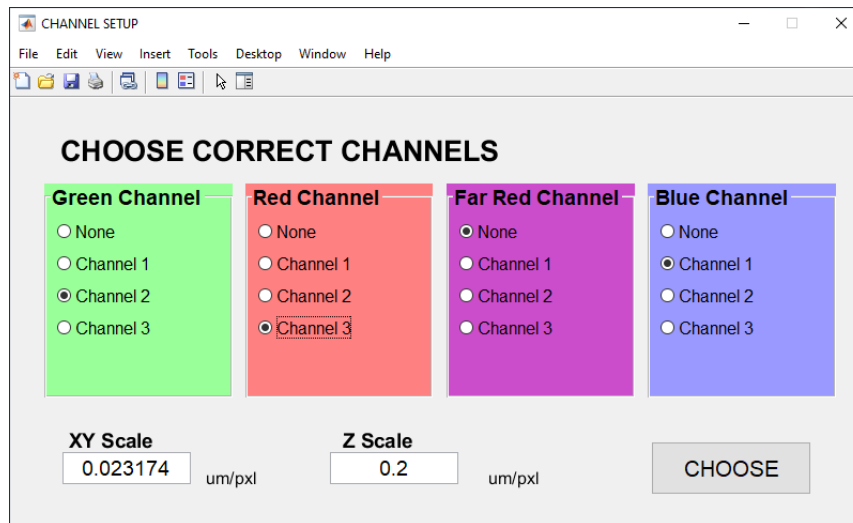 CHANNEL SETUP
File Edit View Insert Tools Desktop Window Help
CHOOSE CORRECT CHANNELS
Green Channel
None
Channel 1
Channel 2
Channel 3
Red Channel
None
Channel 1
Channel 2
Channel 3
Far Red Channel
None
Channel 1
Channel 2
Channel 3
Blue Channel
None
Channel 1
Channel 2
Channel 3
XY Scale
0.023174 um/pxl
Z Scale
0.2 um/pxl
CHOOSE